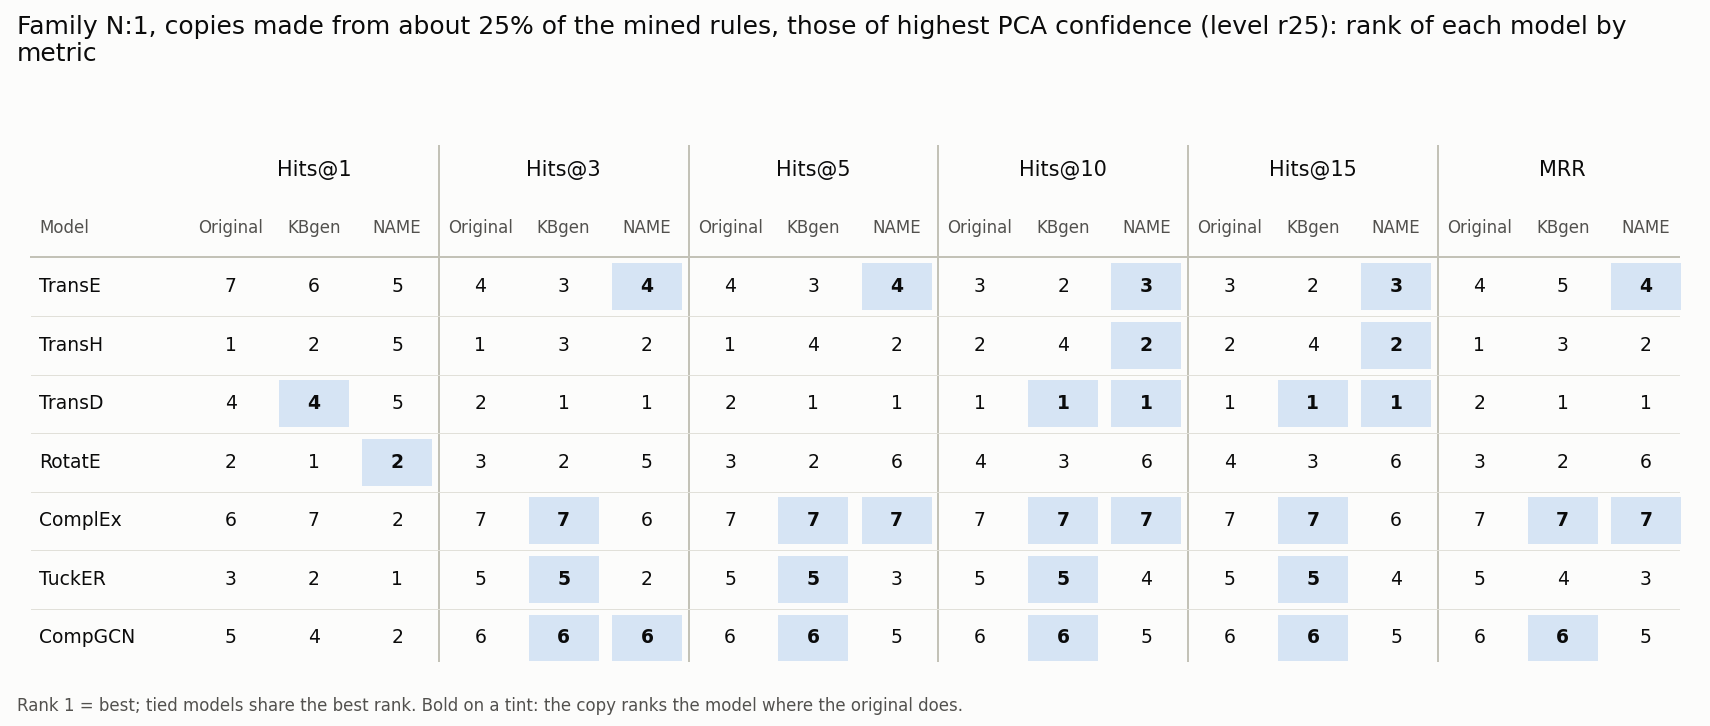 Family N:1, copies made from about 25% of the mined rules, those of highest PCA confidence (level r25): rank of each model by
metric
Hits@1 Hits@3 Hits@5 Hits@10 Hits@15 MRR
Model Original KBgen NAME Original KBgen NAME Original KBgen NAME Original KBgen NAME Original KBgen NAME Original KBgen NAME
TransE 7 6 5 4 3 4 4 3 4 3 2 3 3 2 3 4 5 4
TransH 1 2 5 1 3 2 1 4 2 2 4 2 2 4 2 1 3 2
TransD 4 4 5 2 1 1 2 1 1 1 1 1 1 1 1 2 1 1
RotatE 2 1 2 3 2 5 3 2 6 4 3 6 4 3 6 3 2 6
ComplEx 6 7 2 7 7 6 7 7 7 7 7 7 7 7 6 7 7 7
TuckER 3 2 1 5 5 2 5 5 3 5 5 4 5 5 4 5 4 3
CompGCN 5 4 2 6 6 6 6 6 5 6 6 5 6 6 5 6 6 5
Rank 1 = best; tied models share the best rank. Bold on a tint: the copy ranks the model where the original does.